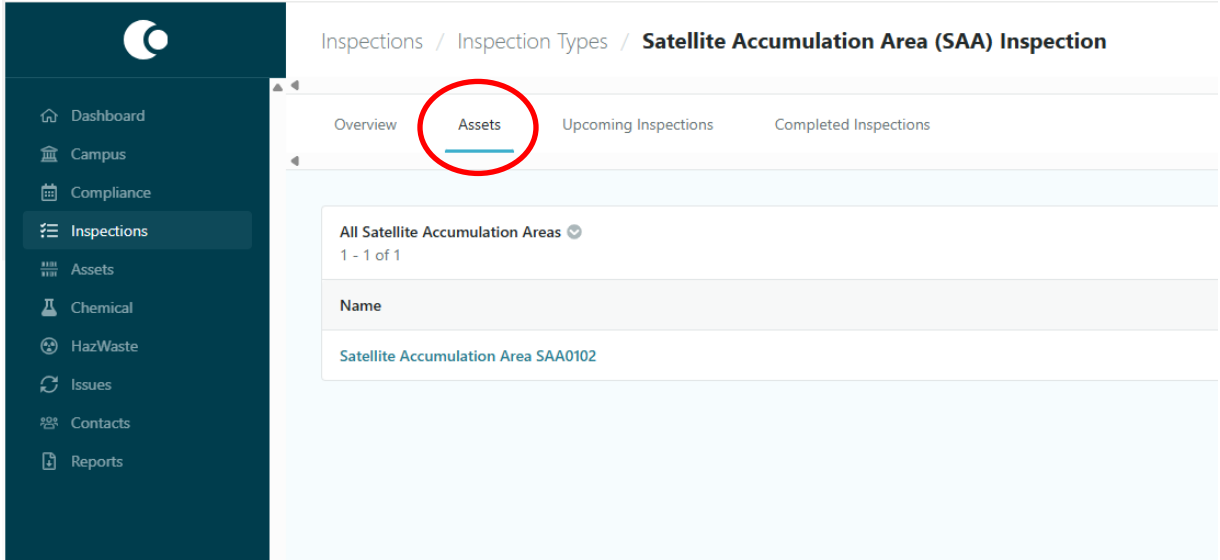 Inspections / Inspection Types / Satellite Accumulation Area (SAA) Inspection
Dashboard
Campus
Compliance
Inspections
Assets
Chemical
HazWaste
Issues
Contacts
Reports
Overview Assets Upcoming Inspections Completed Inspections
All Satellite Accumulation Areas
1 - 1 of 1
Name
Satellite Accumulation Area SAA0102